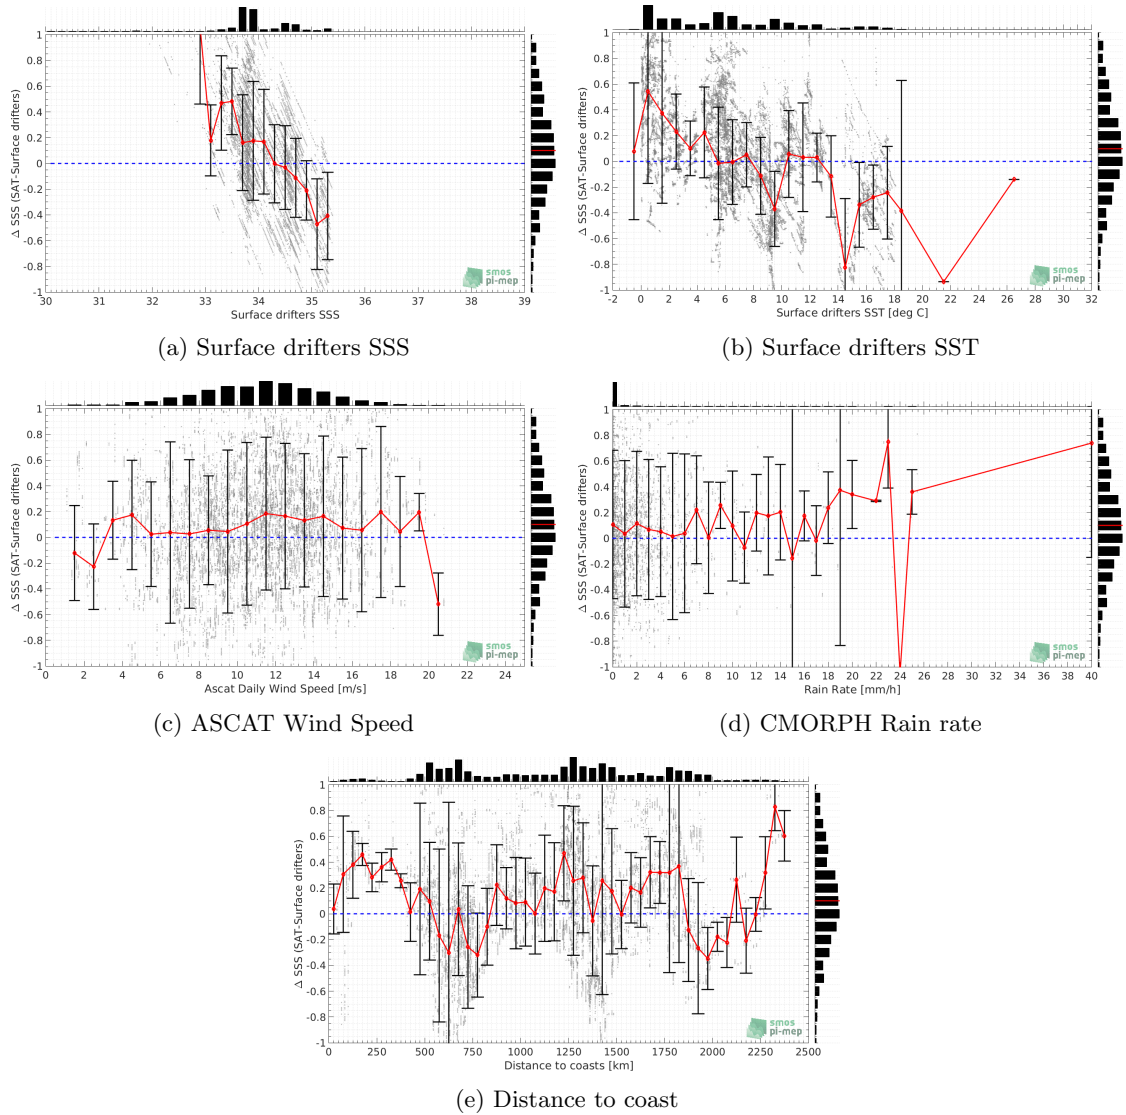 1
0.8
0.6
0.4
0.2
0
-0.2
-0.4
-0.6
-0.8
-1
Δ SSS (SAT-Surface drifters)
30 31 32 33 34 35 36 37 38 39
Surface drifters SSS
smos
pi-mep
(a) Surface drifters SSS
1
0.8
0.6
0.4
0.2
0
-0.2
-0.4
-0.6
-0.8
-1
Δ SSS (SAT-Surface drifters)
-2 0 2 4 6 8 10 12 14 16 18 20 22 24 26 28 30 32
Surface drifters SST [deg C]
smos
pi-mep
(b) Surface drifters SST
1
0.8
0.6
0.4
0.2
0
-0.2
-0.4
-0.6
-0.8
-1
Δ SSS (SAT-Surface drifters)
0 2 4 6 8 10 12 14 16 18 20 22 24
Ascat Daily Wind Speed [m/s]
smos
pi-mep
(c) ASCAT Wind Speed
1
0.8
0.6
0.4
0.2
0
-0.2
-0.4
-0.6
-0.8
-1
Δ SSS (SAT-Surface drifters)
0 2 4 6 8 10 12 14 16 18 20 22 24 26 28 30 32 34 36 38 40
Rain Rate [mm/h]
smos
pi-mep
(d) CMORPH Rain rate
1
0.8
0.6
0.4
0.2
0
-0.2
-0.4
-0.6
-0.8
-1
Δ SSS (SAT-Surface drifters)
0 250 500 750 1000 1250 1500 1750 2000 2250 2500
Distance to coasts [km]
smos
pi-mep
(e) Distance to coast